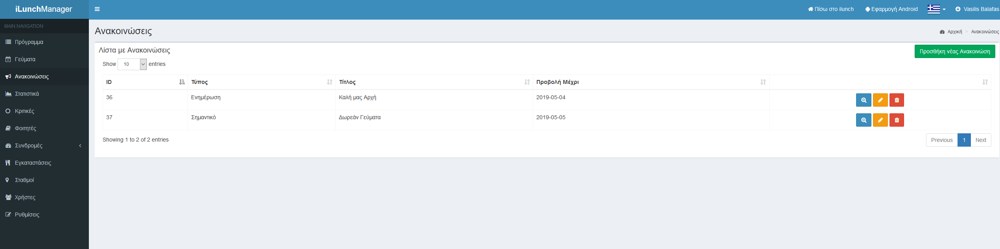 iLunchManager
Πίσω στο ilunch Εφαρμογή Android Vasilis Balafas
MAIN NAVIGATION
Πρόγραμμα
Γεύματα
Ανακοινώσεις
Στατιστικά
Κριτικές
Φοιτητές
Συνδρομές
Εγκαταστάσεις
Σταθμοί
Χρήστες
Ρυθμίσεις
Ανακοινώσεις
Αρχική > Ανακοινώσεις
Λίστα με Ανακοινώσεις
Προσθήκη νέας Ανακοινώση
Show 10 entries
ID Τύπος Τίτλος Προβολή Μέχρι
36 Ενημέρωση Καλή μας Αρχή 2019-05-04
37 Σημαντικό Δωρεάν Γεύματα 2019-05-05
Showing 1 to 2 of 2 entries
Previous 1 Next